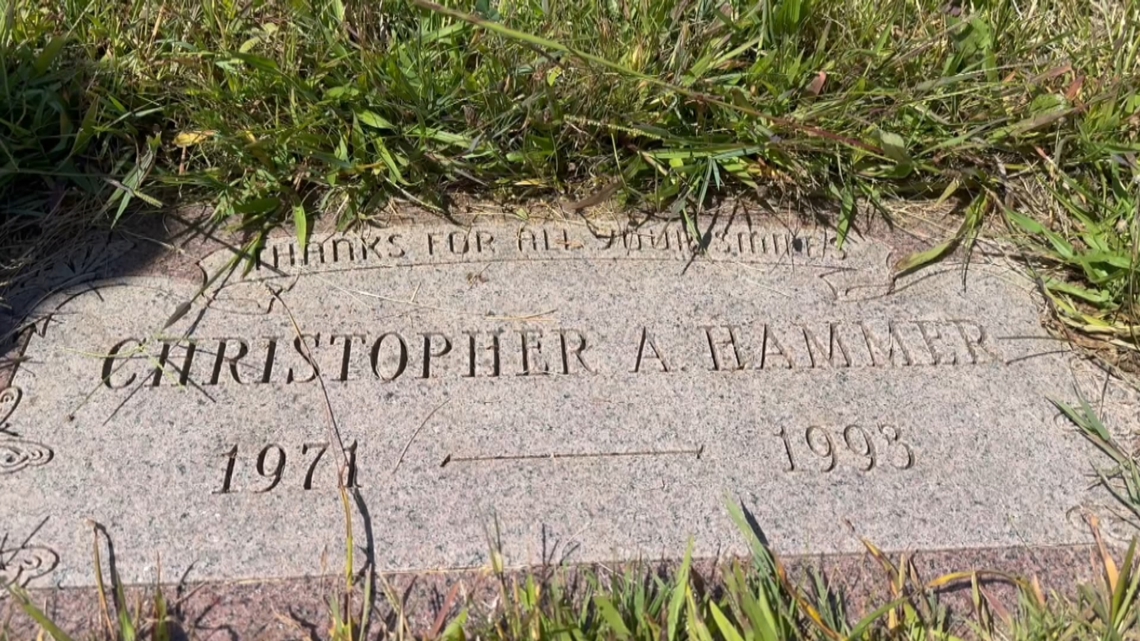 THANKS FOR ALL YOUR SMILES
CHRISTOPHER A. HAMMER
1971 — 1993